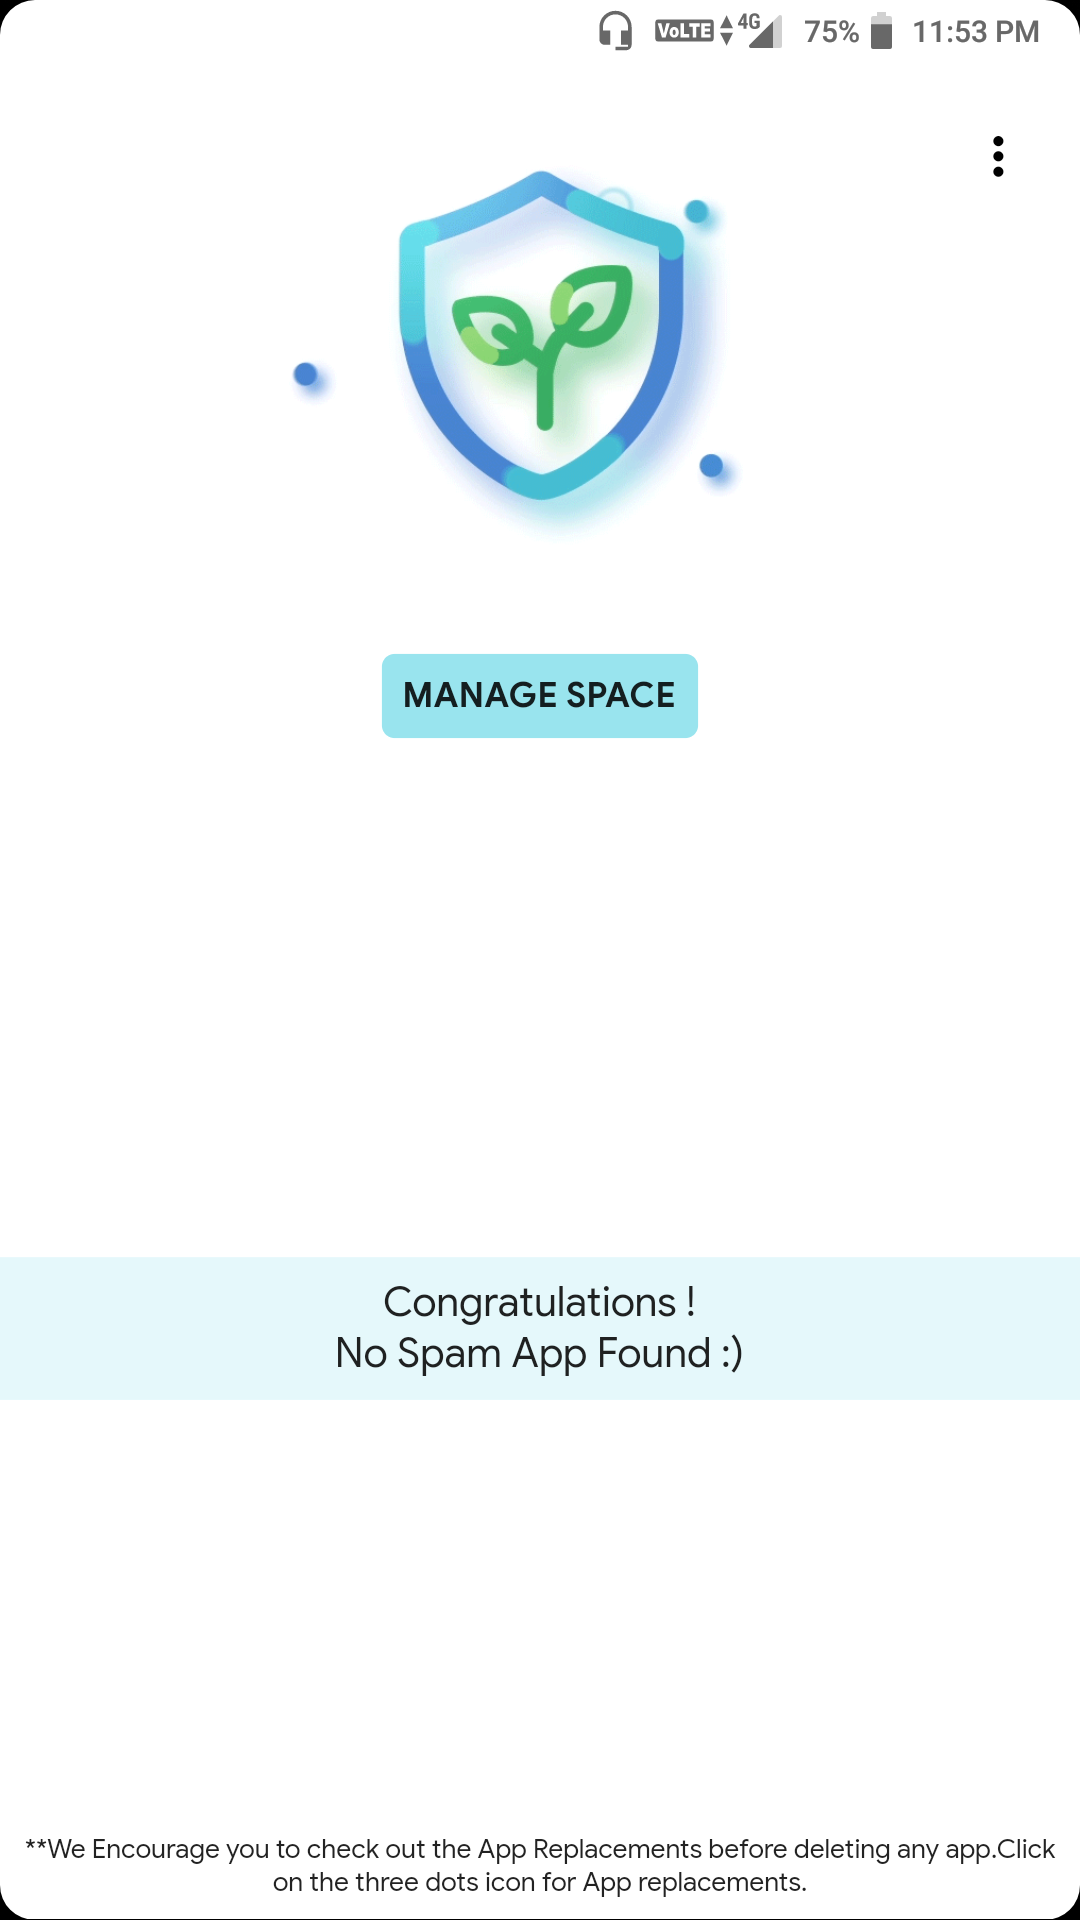 VoLTE 4G 75% 11:53 PM
MANAGE SPACE
Congratulations !
No Spam App Found :)
**We Encourage you to check out the App Replacements before deleting any app.Click
on the three dots icon for App replacements.